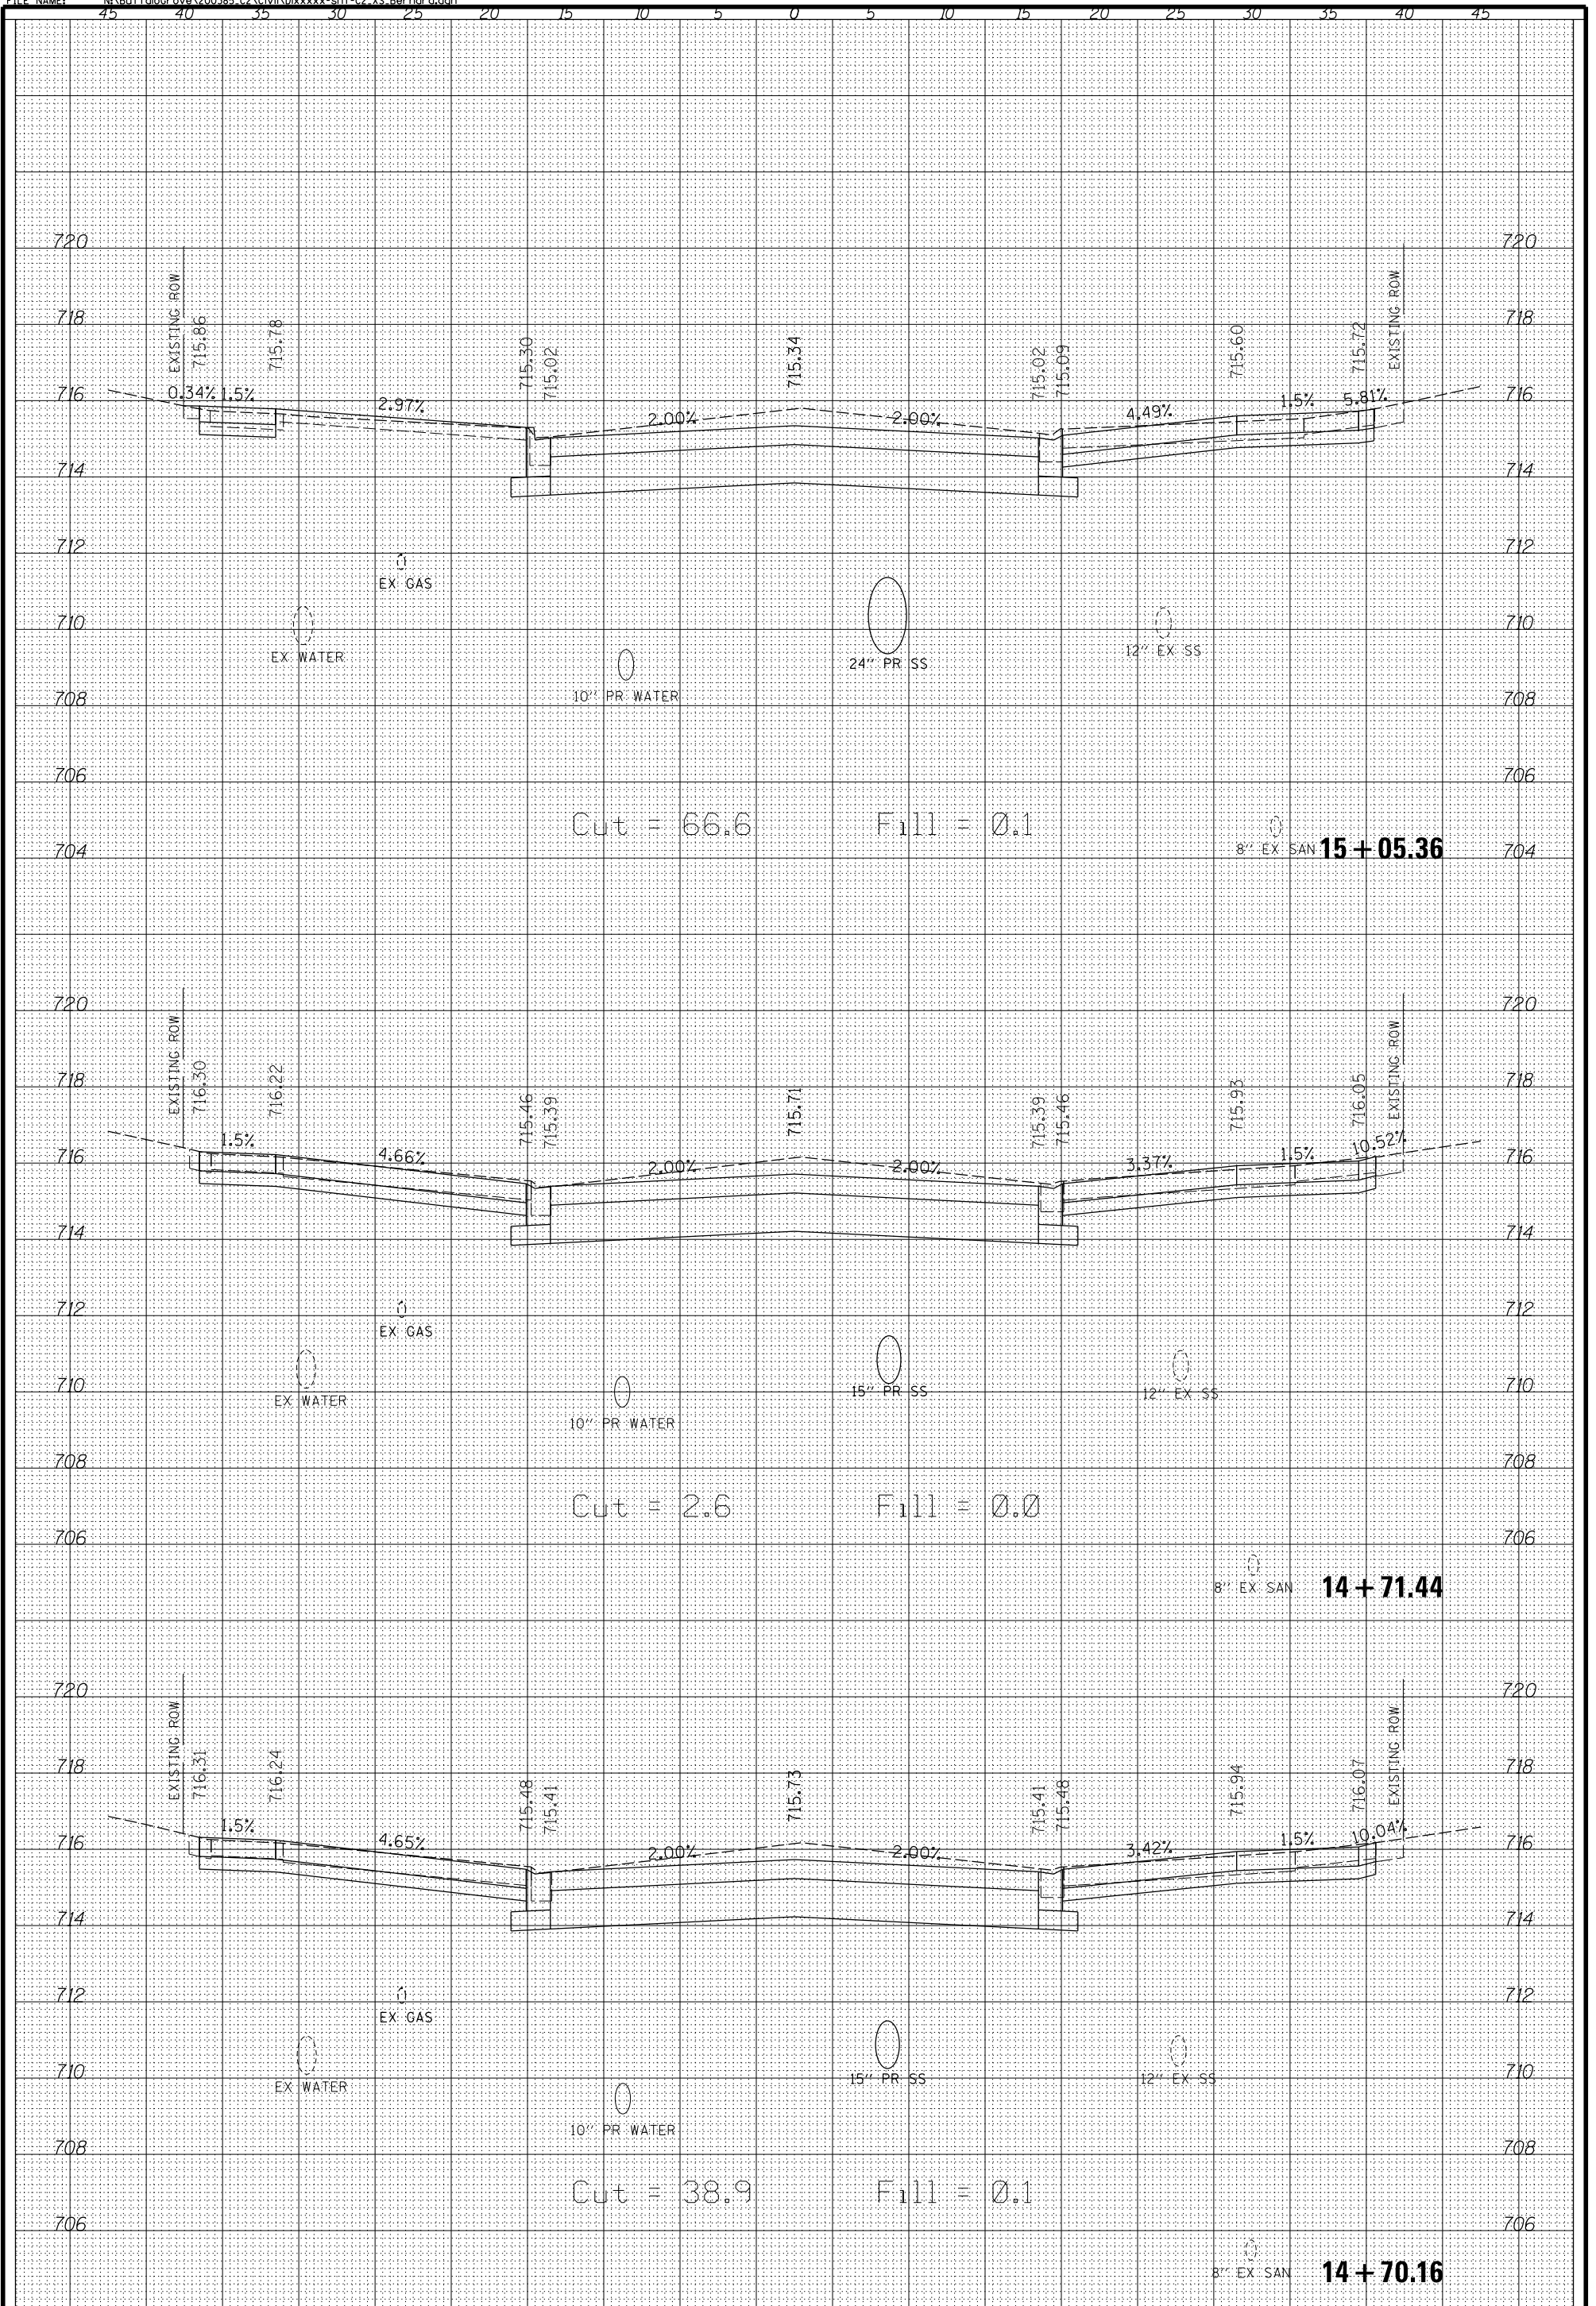 FILE NAME:
45 40 35 30 25 20 15 10 5 0 5 10 15 20 25 30 35 40 45
720 720
EXISTING ROW EXISTING ROW
718 715.86 715.78 715.30 715.02 715.34 715.02 715.09 715.60 715.72 718
716 0.34% 1.5% 2.97% 2.00% 2.00% 4.49% 1.5% 5.81% 716
714 714
712 712
EX GAS
710 710
EX WATER 24'' PR SS 12'' EX SS
10'' PR WATER
708 708
706 706
Cut = 66.6 Fill = 0.1
704 8'' EX SAN 15+05.36 704
720 720
EXISTING ROW EXISTING ROW
718 716.30 716.22 715.46 715.39 715.71 715.39 715.46 715.93 716.05 718
716 1.5% 4.66% 2.00% 2.00% 3.37% 1.5% 10.52% 716
714 714
712 712
EX GAS
710 15'' PR SS 12'' EX SS 710
EX WATER
10'' PR WATER
708 708
Cut = 2.6 Fill = 0.0
706 706
8'' EX SAN 14+71.44
720 720
EXISTING ROW EXISTING ROW
718 716.31 716.24 715.48 715.41 715.73 715.41 715.48 715.94 716.07 718
716 1.5% 4.65% 2.00% 2.00% 3.42% 1.5% 10.04% 716
714 714
712 712
EX GAS
710 15'' PR SS 12'' EX SS 710
EX WATER
10'' PR WATER
708 708
Cut = 38.9 Fill = 0.1
706 706
8'' EX SAN 14+70.16